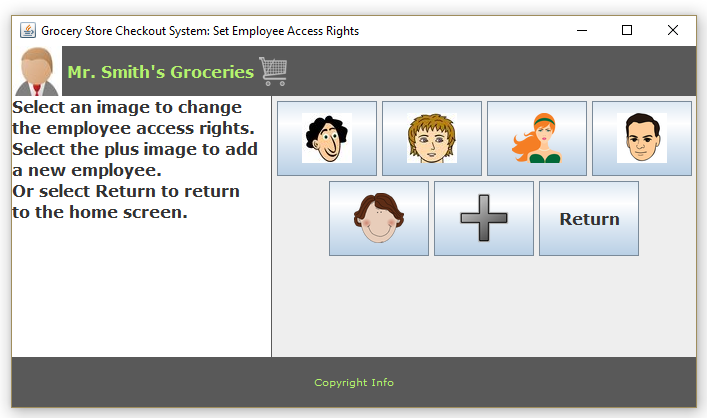 Grocery Store Checkout System: Set Employee Access Rights
Mr. Smith's Groceries
Select an image to change
the employee access rights.
Select the plus image to add
a new employee.
Or select Return to return
to the home screen.
Return
Copyright Info